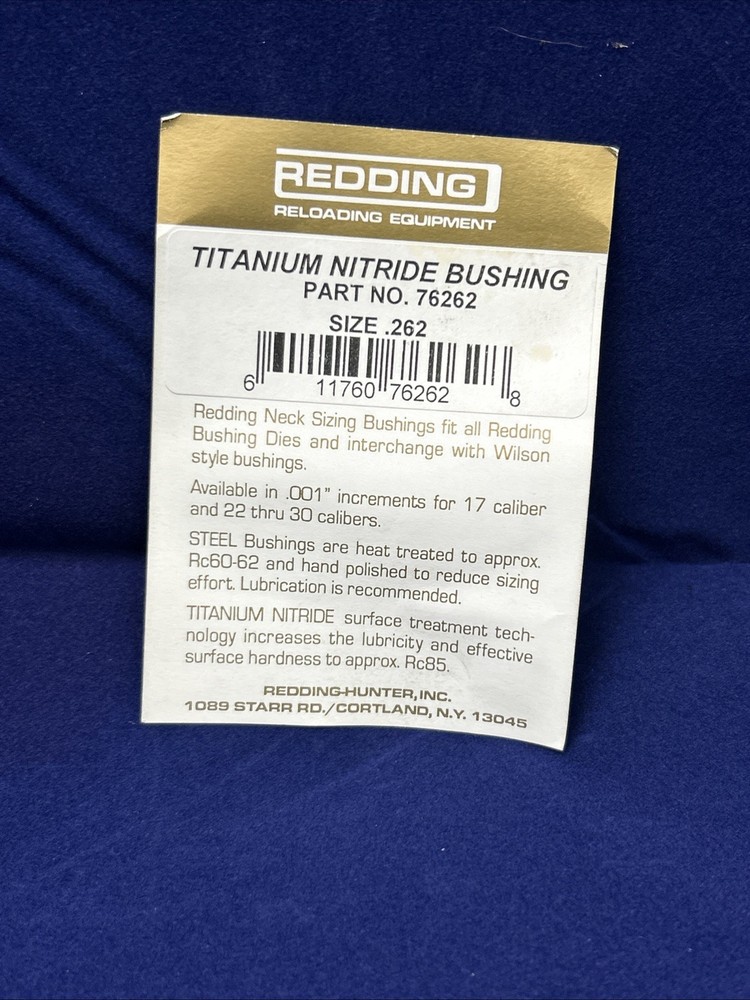 REDDING
RELOADING EQUIPMENT
TITANIUM NITRIDE BUSHING
PART NO. 76262
SIZE .262
6 11760 76262 8
Redding Neck Sizing Bushings fit all Redding
Bushing Dies and interchange with Wilson
style bushings.
Available in .001" increments for 17 caliber
and 22 thru 30 calibers.
STEEL Bushings are heat treated to approx.
Rc60-62 and hand polished to reduce sizing
effort. Lubrication is recommended.
TITANIUM NITRIDE surface treatment tech-
nology increases the lubricity and effective
surface hardness to approx. Rc85.
REDDING-HUNTER, INC.
1089 STARR RD./CORTLAND, N.Y. 13045